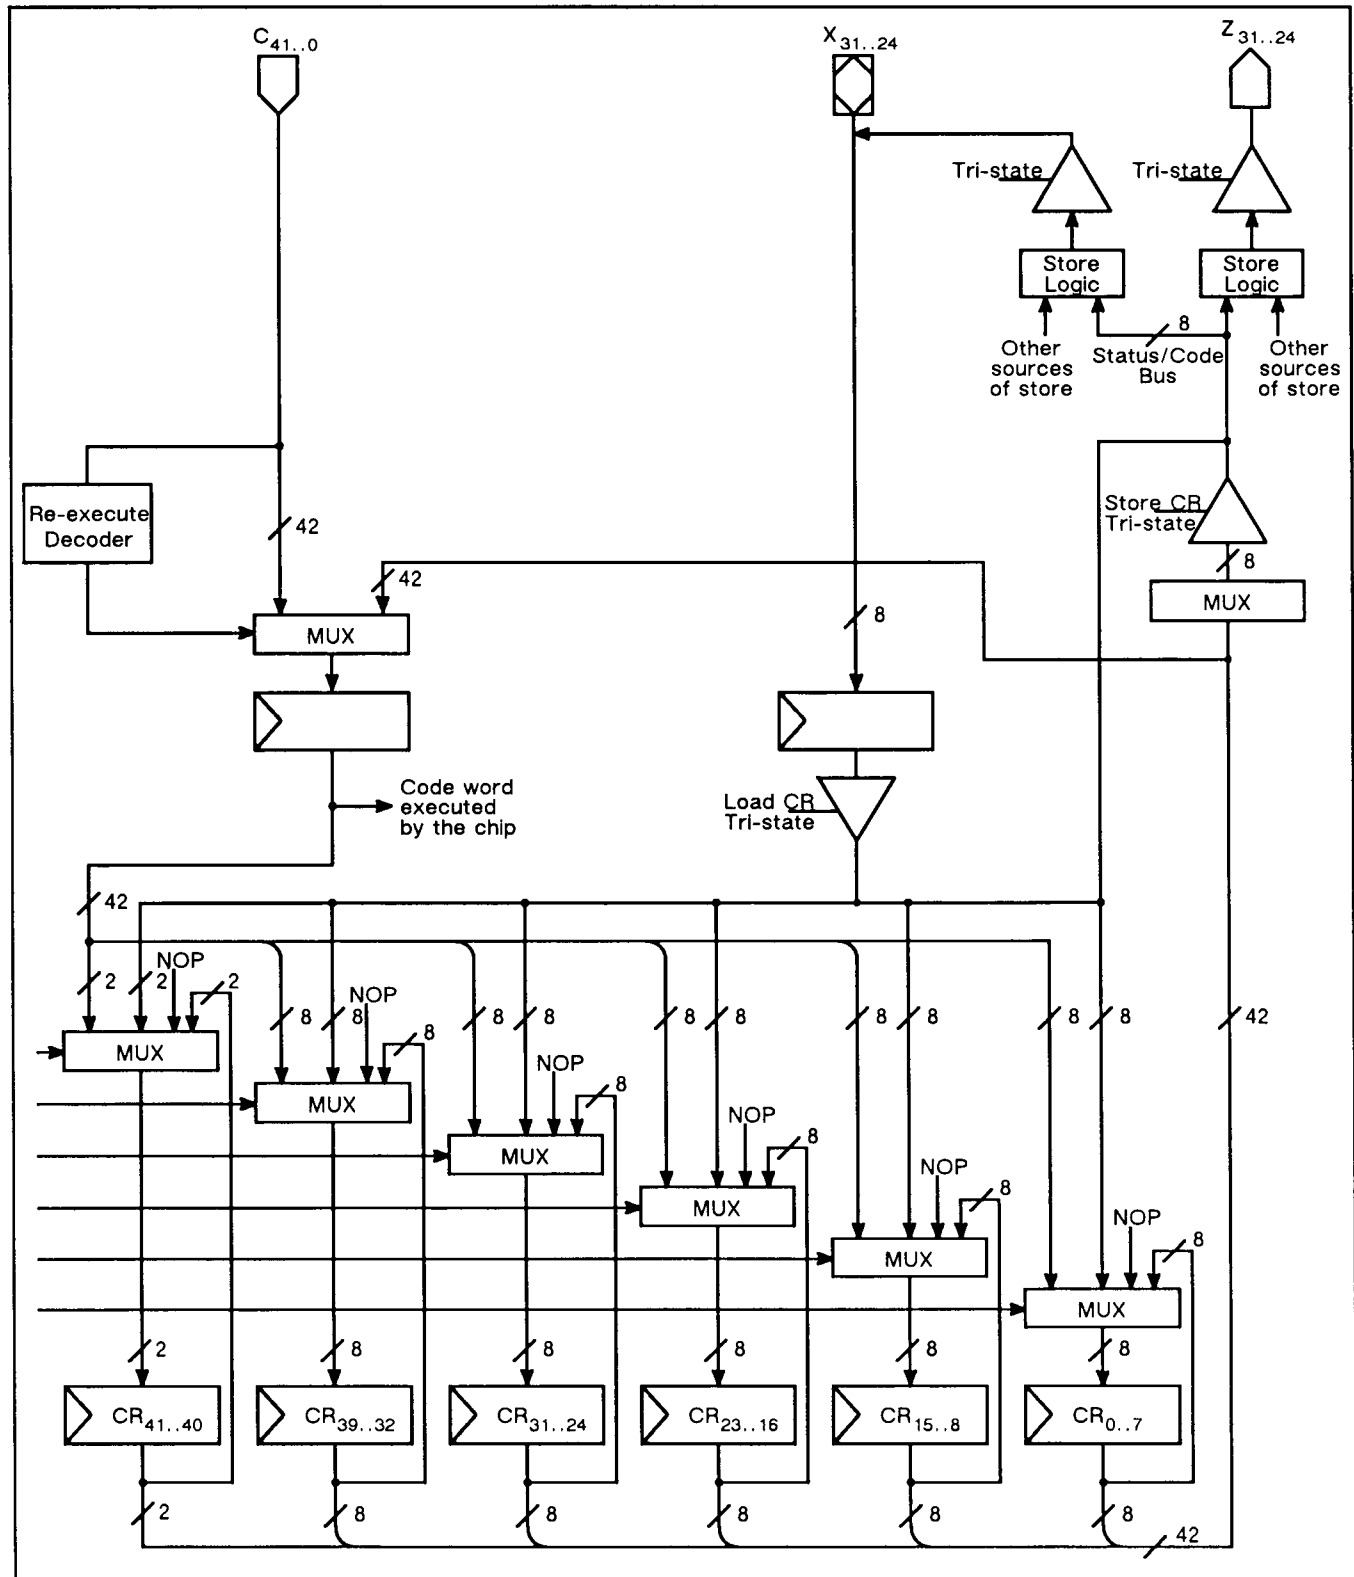 C41..0
X31..24
Z31..24
Tri-state
Tri-state
Store
Logic
Store
Logic
8
Other
sources
of store
Status/Code
Bus
Other
sources
of store
Re-execute
Decoder
42
Store CR
Tri-state
8
42
MUX
MUX
8
Code word
executed
by the chip
Load CR
Tri-state
42
NOP
2
2
2
MUX
NOP
8
8
8
MUX
8
8
NOP
8
MUX
8
8
NOP
8
MUX
8
8
NOP
8
MUX
8
8
42
NOP
8
MUX
2
8
8
8
8
8
CR41..40
CR39..32
CR31..24
CR23..16
CR15..8
CR0..7
2
8
8
8
8
8
42